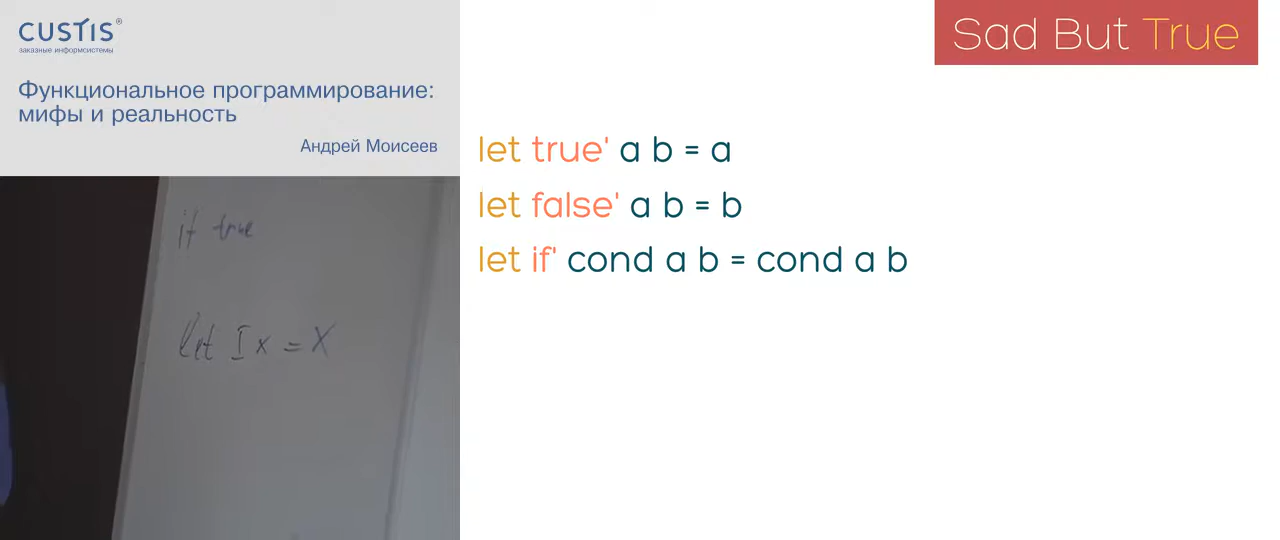 CUSTIS®
заказные информсистемы
Функциональное программирование:
мифы и реальность
Андрей Моисеев
if true
let I x = x
Sad But True
let true' a b = a
let false' a b = b
let if' cond a b = cond a b